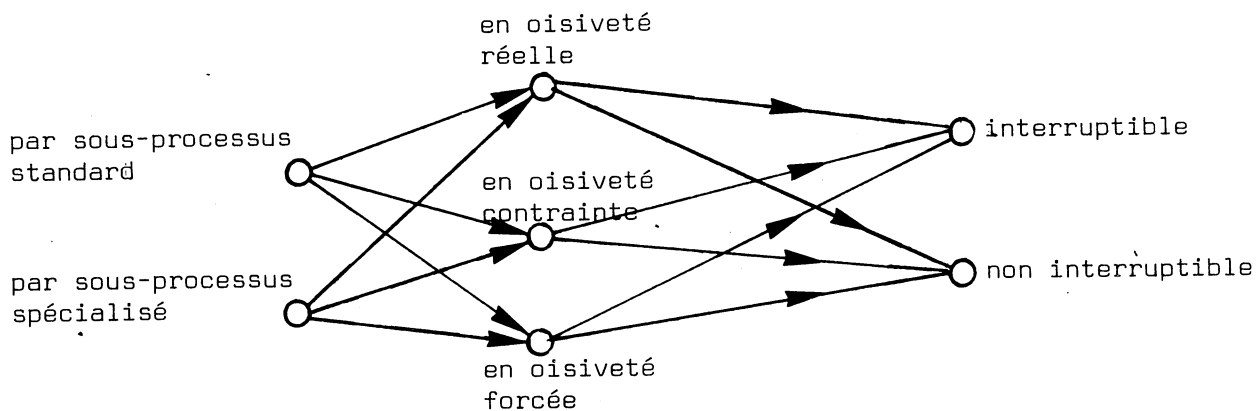 en oisiveté
réelle
par sous-processus
standard
interruptible
en oisiveté
contrainte
par sous-processus
spécialisé
non interruptible
en oisiveté
forcée